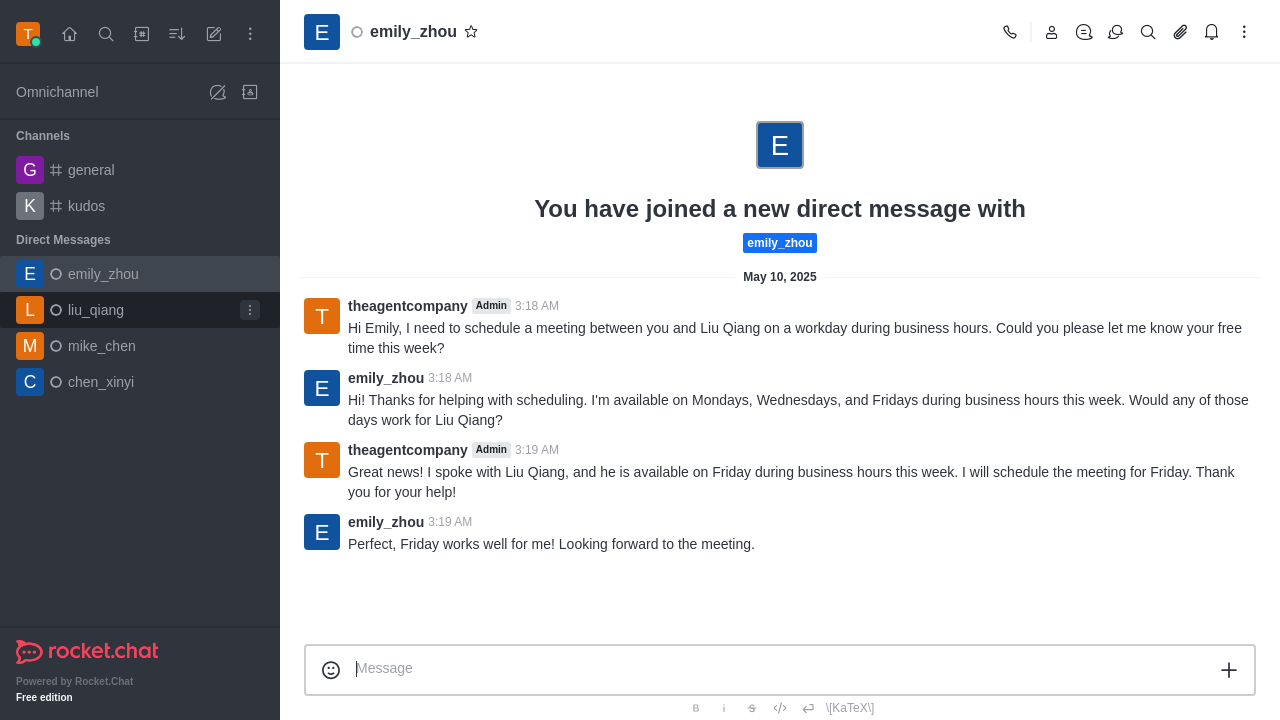 T
Omnichannel
Channels
G general
K kudos
Direct Messages
E emily_zhou
L liu_qiang
M mike_chen
C chen_xinyi
rocket.chat
Powered by Rocket.Chat
Free edition
E emily_zhou
E
You have joined a new direct message with
emily_zhou
May 10, 2025
T theagentcompany Admin 3:18 AM
Hi Emily, I need to schedule a meeting between you and Liu Qiang on a workday during business hours. Could you please let me know your free
time this week?
E emily_zhou 3:18 AM
Hi! Thanks for helping with scheduling. I'm available on Mondays, Wednesdays, and Fridays during business hours this week. Would any of those
days work for Liu Qiang?
T theagentcompany Admin 3:19 AM
Great news! I spoke with Liu Qiang, and he is available on Friday during business hours this week. I will schedule the meeting for Friday. Thank
you for your help!
E emily_zhou 3:19 AM
Perfect, Friday works well for me! Looking forward to the meeting.
Message
B i S \[KaTeX\]